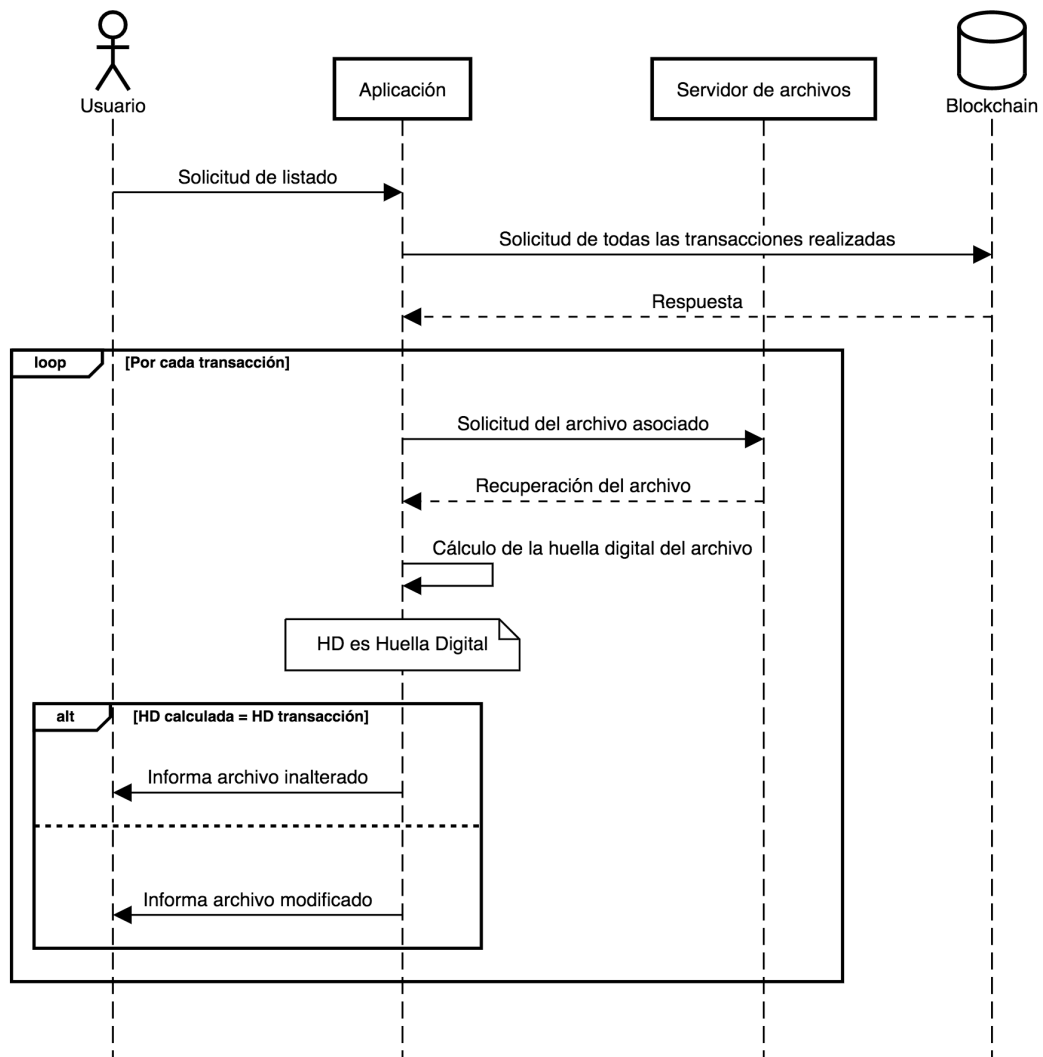 Usuario
Aplicación
Servidor de archivos
Blockchain
Solicitud de listado
Solicitud de todas las transacciones realizadas
Respuesta
loop
[Por cada transacción]
Solicitud del archivo asociado
Recuperación del archivo
Cálculo de la huella digital del archivo
HD es Huella Digital
alt
[HD calculada = HD transacción]
Informa archivo inalterado
Informa archivo modificado